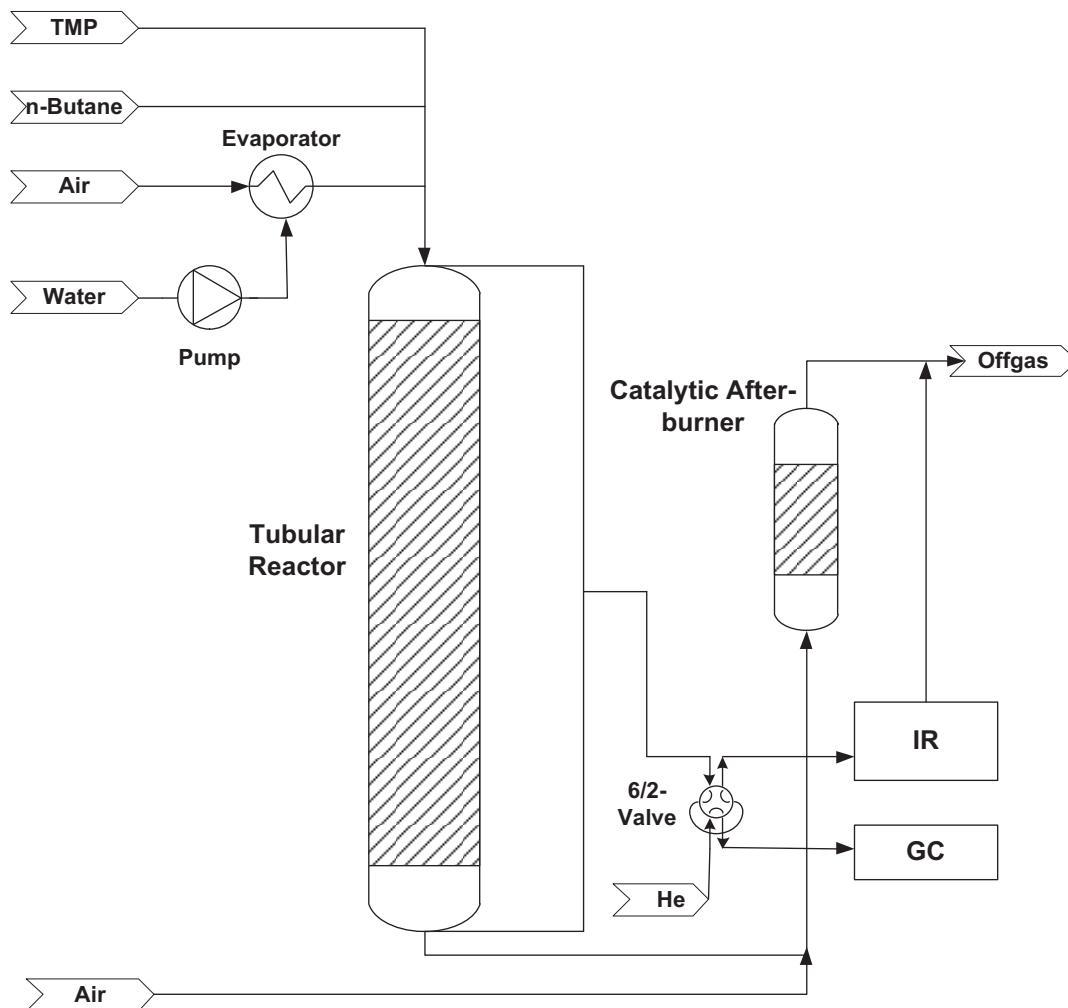 TMP
n-Butane
Evaporator
Air
Water
Pump
Offgas
Catalytic After-
burner
Tubular
Reactor
IR
6/2-
Valve
GC
He
Air